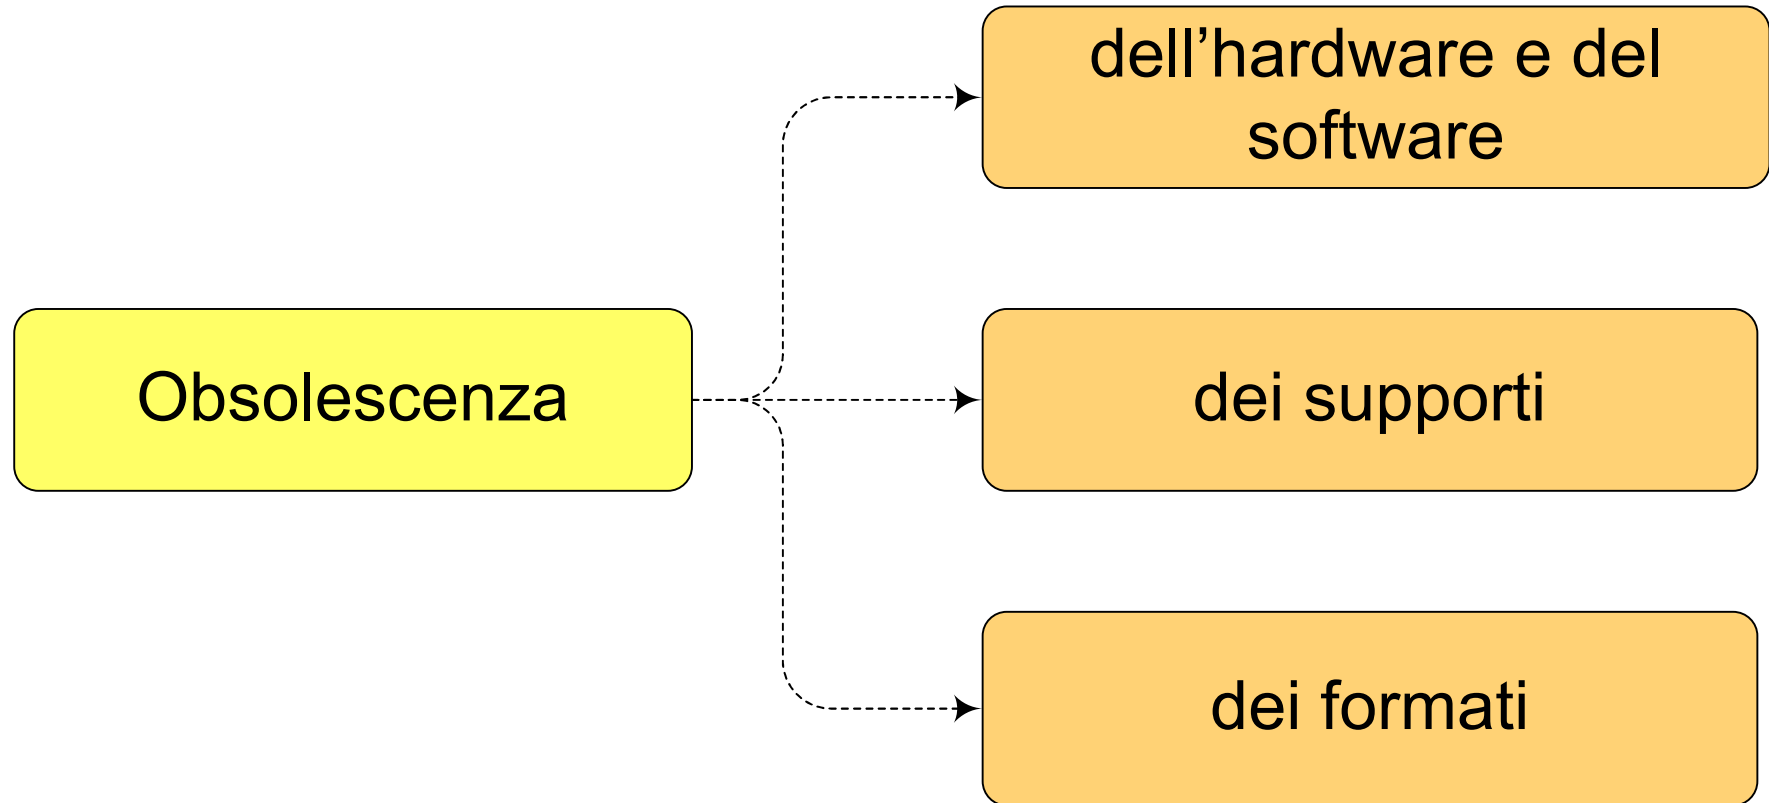 dell’hardware e del
software
Obsolescenza
dei supporti
dei formati